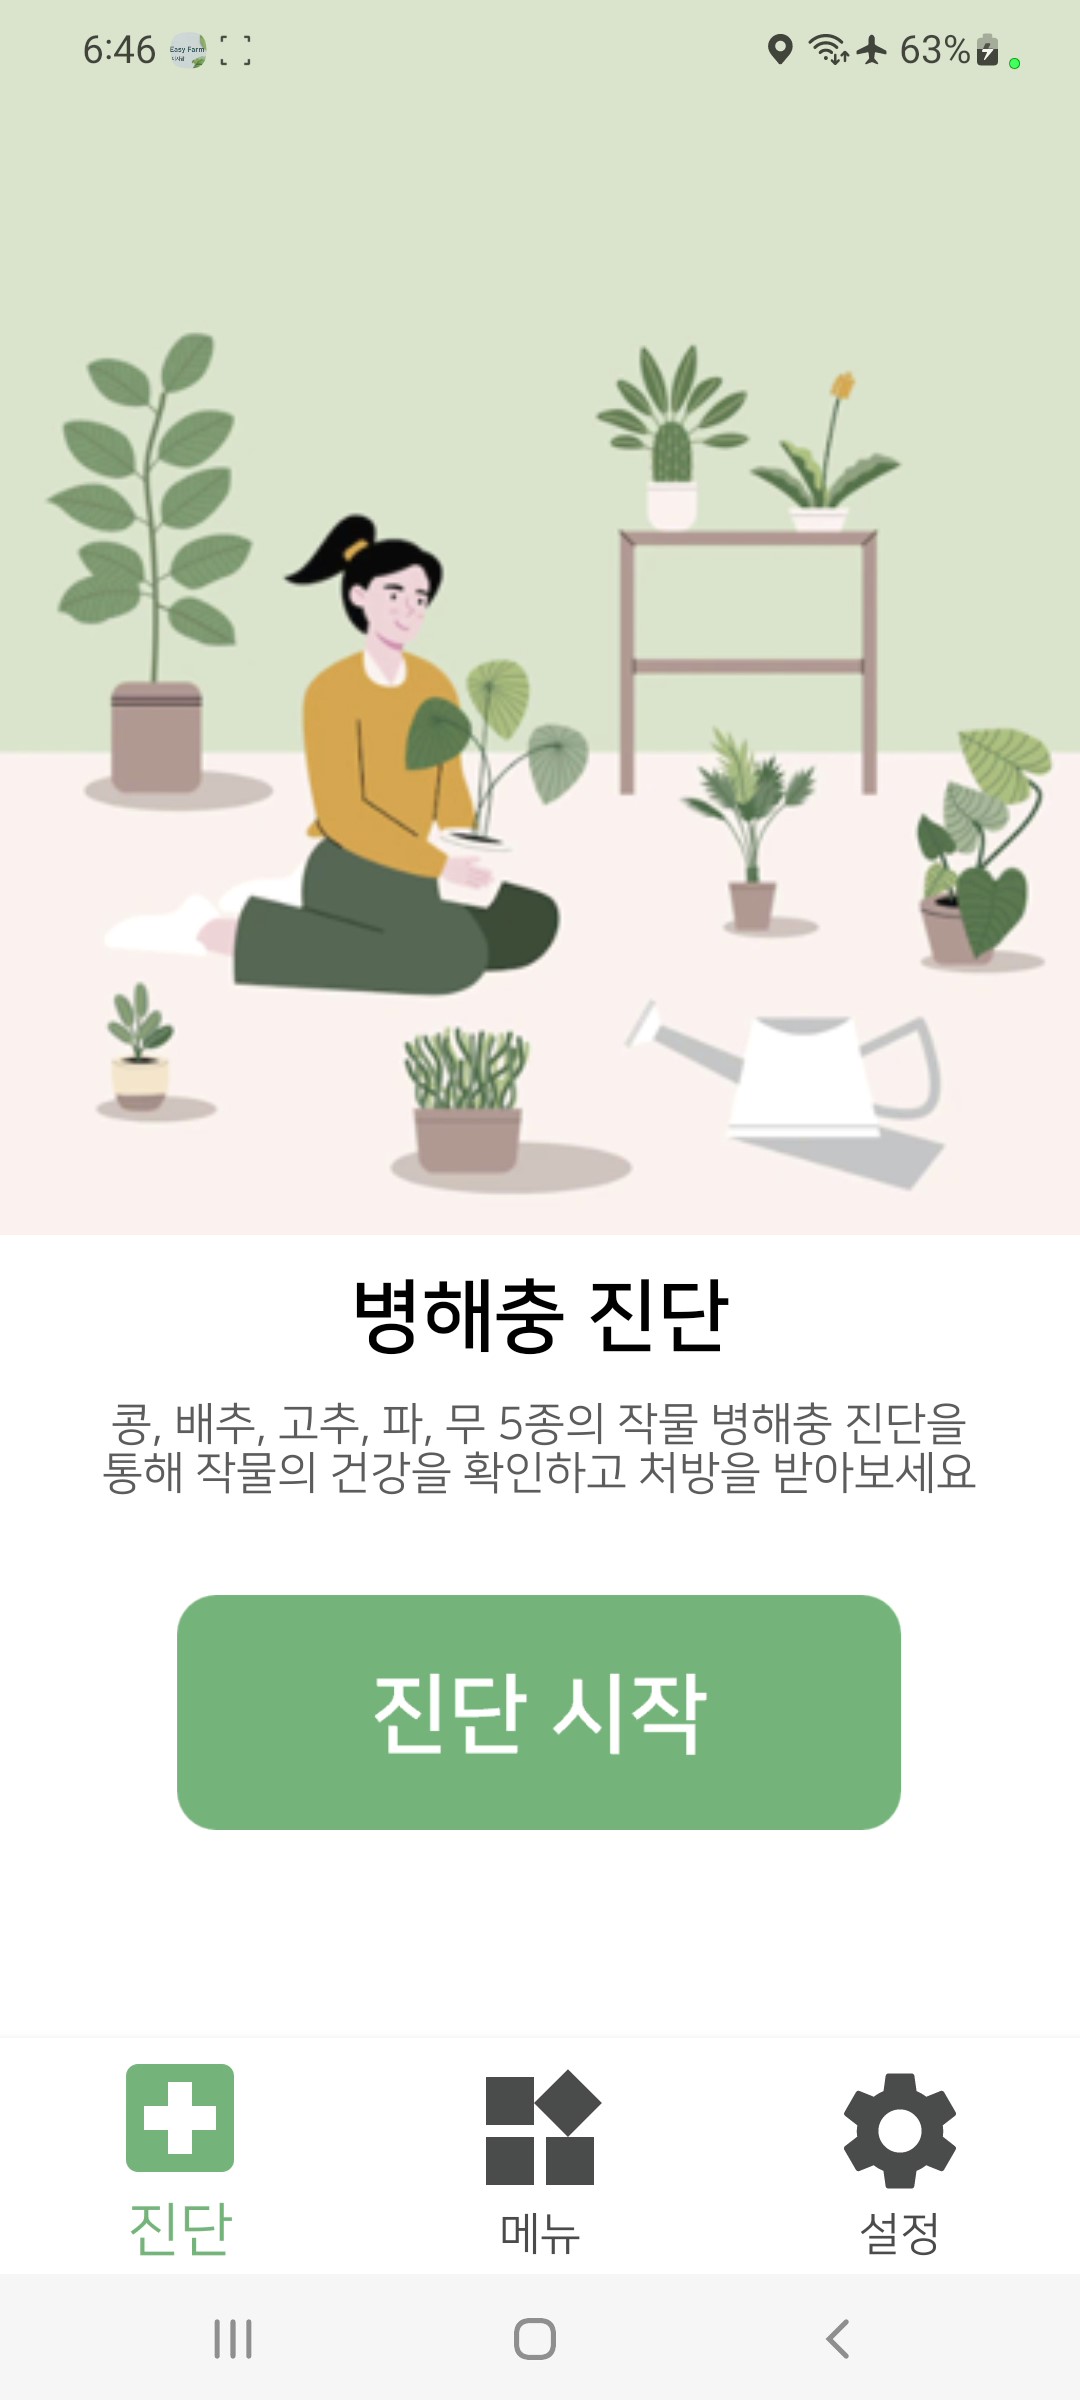 6:46 Easy Farm 63%
병해충 진단
콩, 배추, 고추, 파, 무 5종의 작물 병해충 진단을
통해 작물의 건강을 확인하고 처방을 받아보세요
진단 시작
진단 메뉴 설정